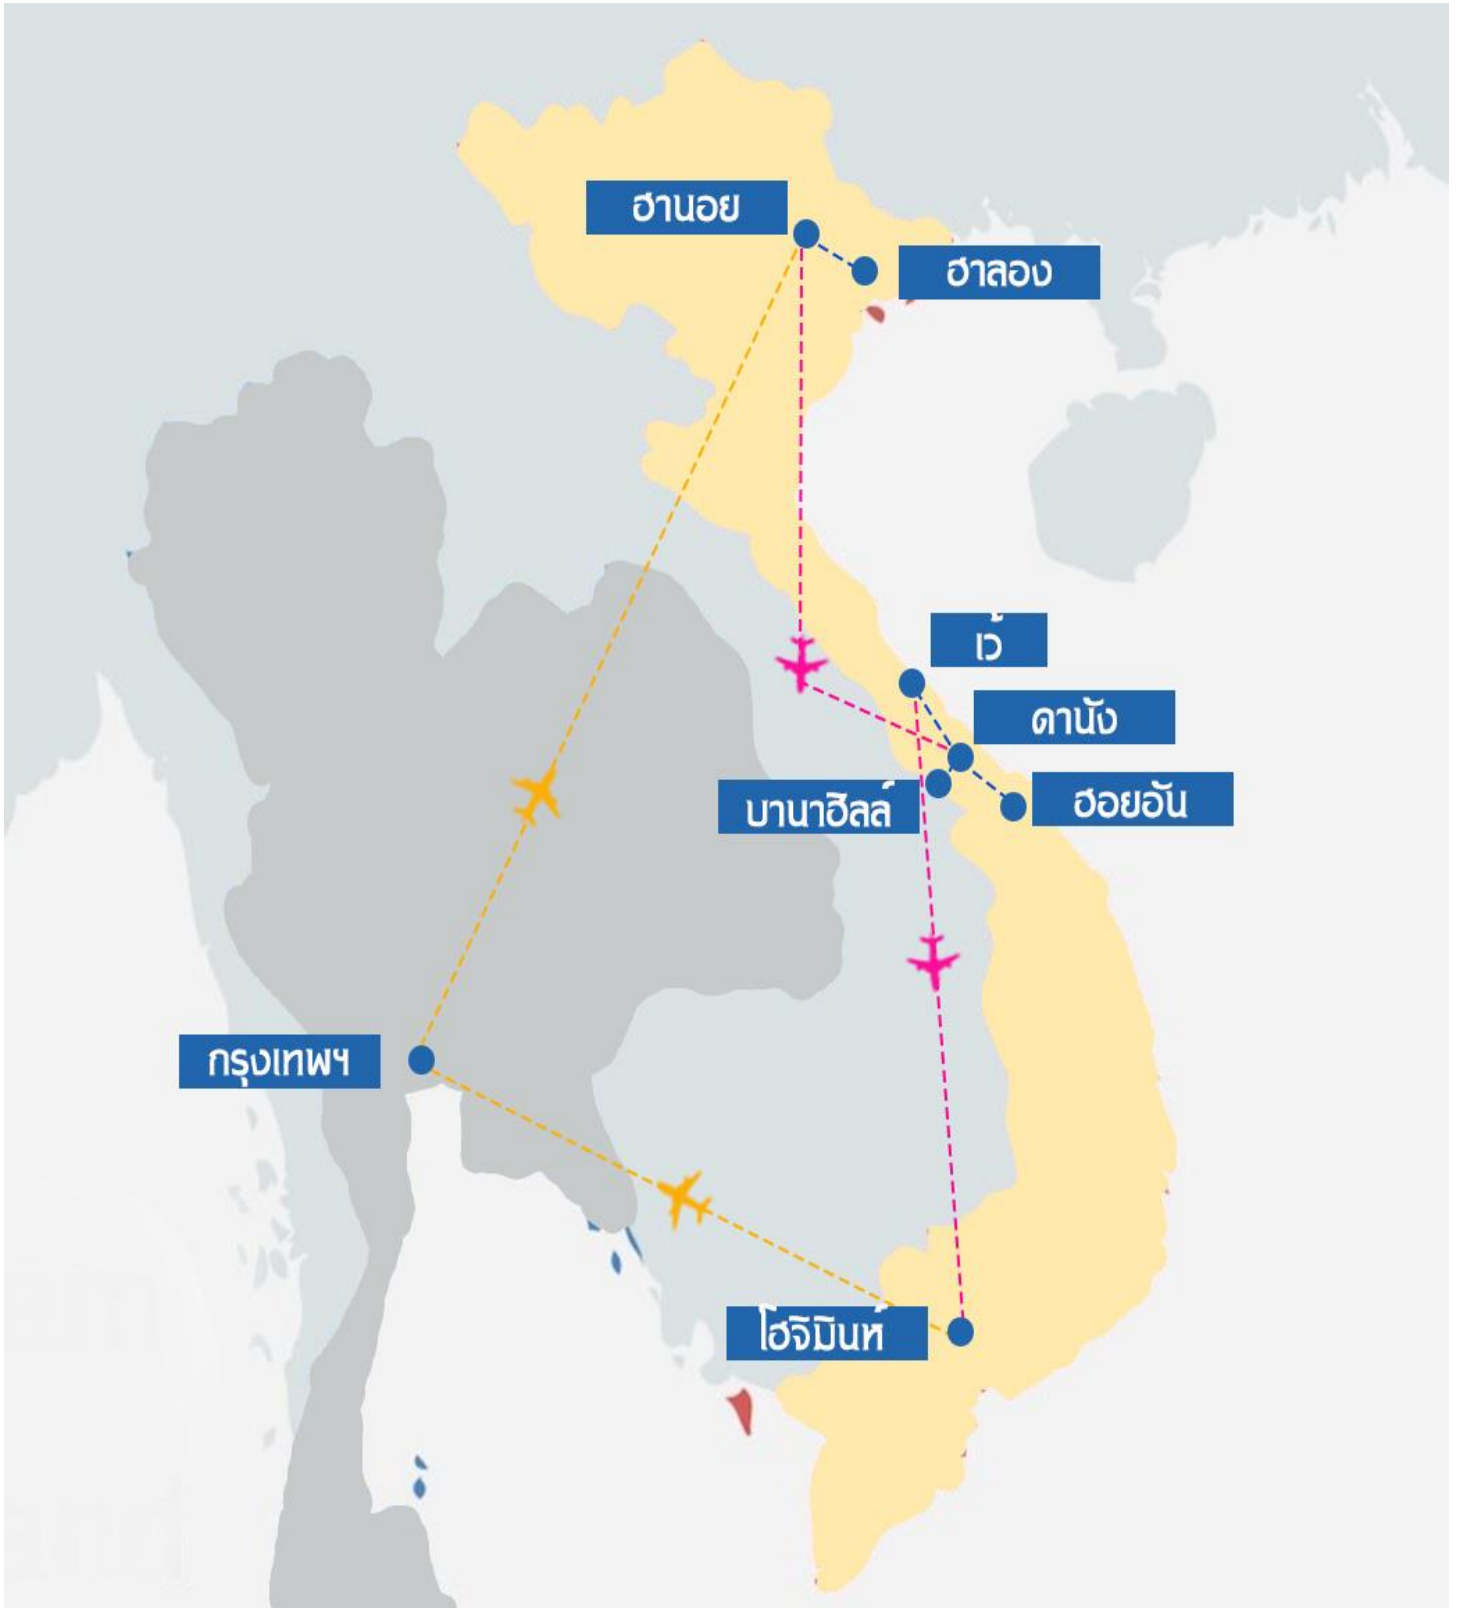 ฮานอย
ฮาลอง
เว้
ดานัง
บานาฮิลล์
ฮอยอัน
กรุงเทพฯ
โฮจิมินห์